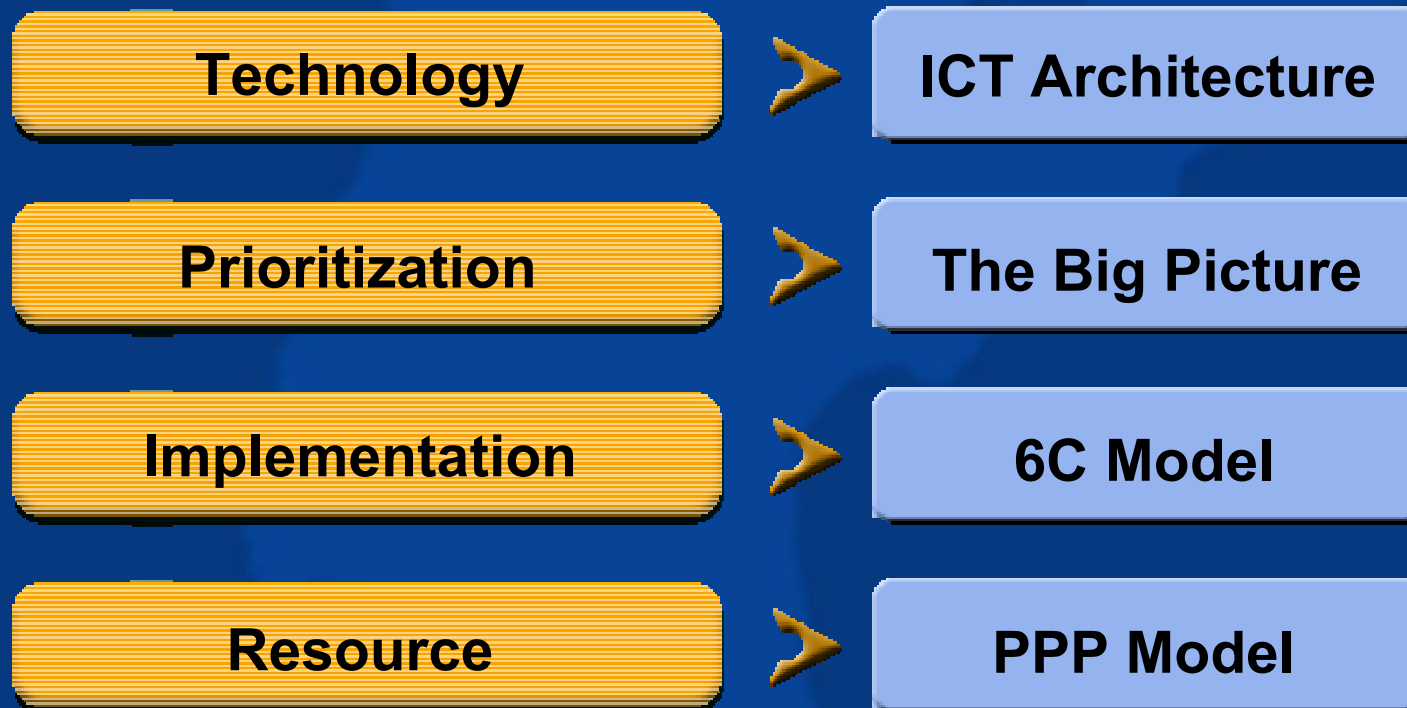 Technology
ICT Architecture
Prioritization
The Big Picture
Implementation
6C Model
Resource
PPP Model